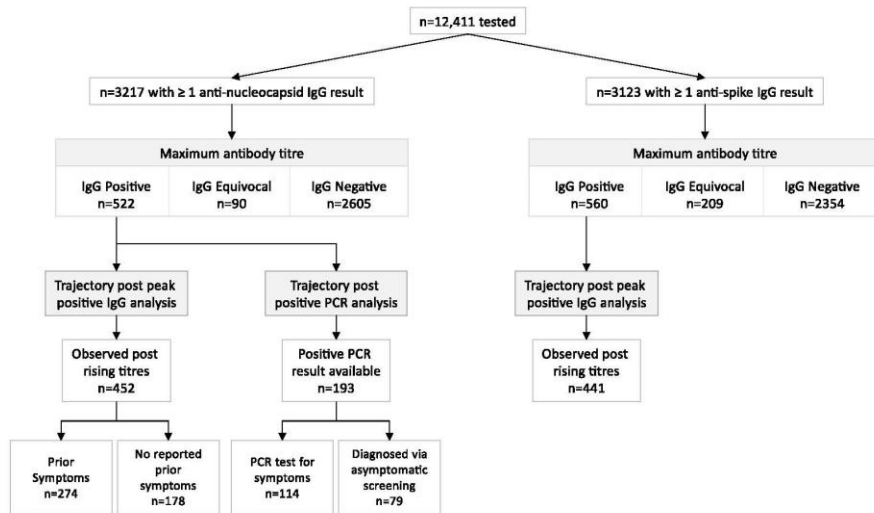 n=12,411 tested
n=3217 with ≥ 1 anti-nucleocapsid IgG result
n=3123 with ≥ 1 anti-spike IgG result
Maximum antibody titre
IgG Positive
n=522
IgG Equivocal
n=90
IgG Negative
n=2605
Maximum antibody titre
IgG Positive
n=560
IgG Equivocal
n=209
IgG Negative
n=2354
Trajectory post peak
positive IgG analysis
Trajectory post
positive PCR analysis
Trajectory post peak
positive IgG analysis
Observed post
rising titres
n=452
Positive PCR
result available
n=193
Observed post
rising titres
n=441
Prior
Symptoms
n=274
No reported
prior
symptoms
n=178
PCR test for
symptoms
n=114
Diagnosed via
asymptomatic
screening
n=79